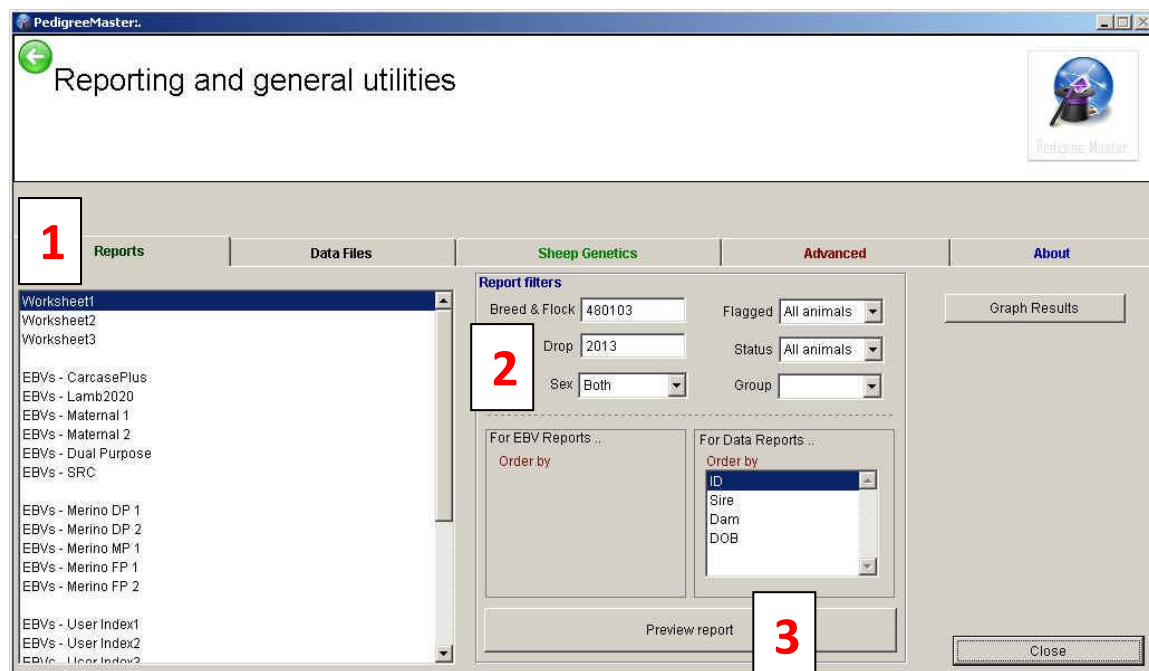 PedigreeMaster:.
Reporting and general utilities
Pedigree Master
1
Reports
Data Files
Sheep Genetics
Advanced
About
Worksheet1
Worksheet2
Worksheet3
EBVs - CarcasePlus
EBVs - Lamb2020
EBVs - Maternal 1
EBVs - Maternal 2
EBVs - Dual Purpose
EBVs - SRC
EBVs - Merino DP 1
EBVs - Merino DP 2
EBVs - Merino MP 1
EBVs - Merino FP 1
EBVs - Merino FP 2
EBVs - User Index1
EBVs - User Index2
EBVs - User Index3
Report filters
Breed & Flock 480103
Drop 2013
Sex Both
2
Flagged All animals
Status All animals
Group
For EBV Reports ..
Order by
For Data Reports ..
Order by
ID
Sire
Dam
DOB
Preview report
3
Graph Results
Close